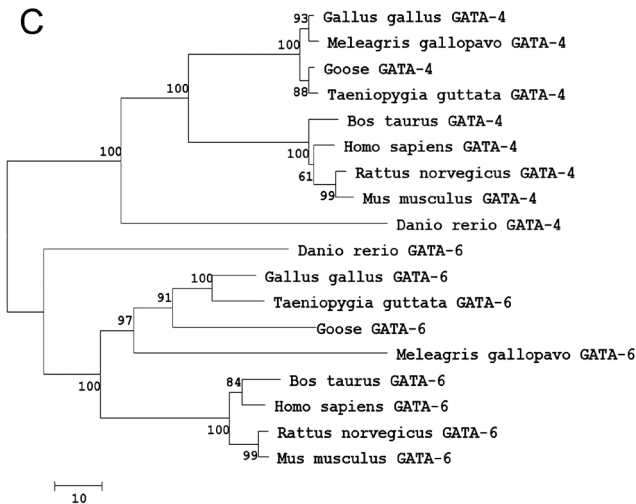 C
93 Gallus gallus GATA-4
Meleagris gallopavo GATA-4
100
Goose GATA-4
88 Taeniopygia guttata GATA-4
100
Bos taurus GATA-4
Homo sapiens GATA-4
100
100
Rattus norvegicus GATA-4
61
Mus musculus GATA-4
99
Danio rerio GATA-4
Danio rerio GATA-6
Gallus gallus GATA-6
100
Taeniopygia guttata GATA-6
91
Goose GATA-6
97
Meleagris gallopavo GATA-6
Bos taurus GATA-6
84
100
Homo sapiens GATA-6
Rattus norvegicus GATA-6
100
Mus musculus GATA-6
99
10